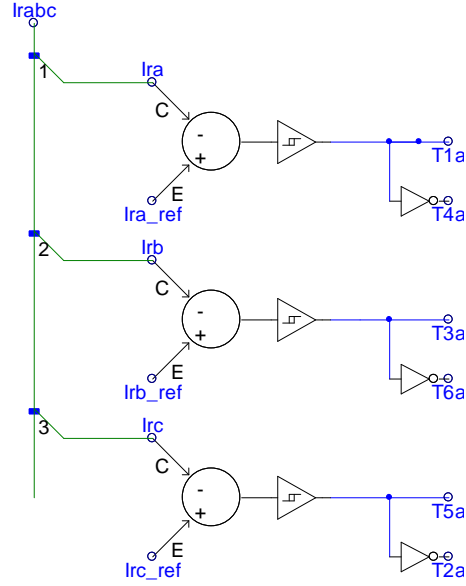 Irabc
1
Ira
C
-
+
E
Ira_ref
T1a
T4a
2
Irb
C
-
+
E
Irb_ref
T3a
T6a
3
Irc
C
-
+
E
Irc_ref
T5a
T2a